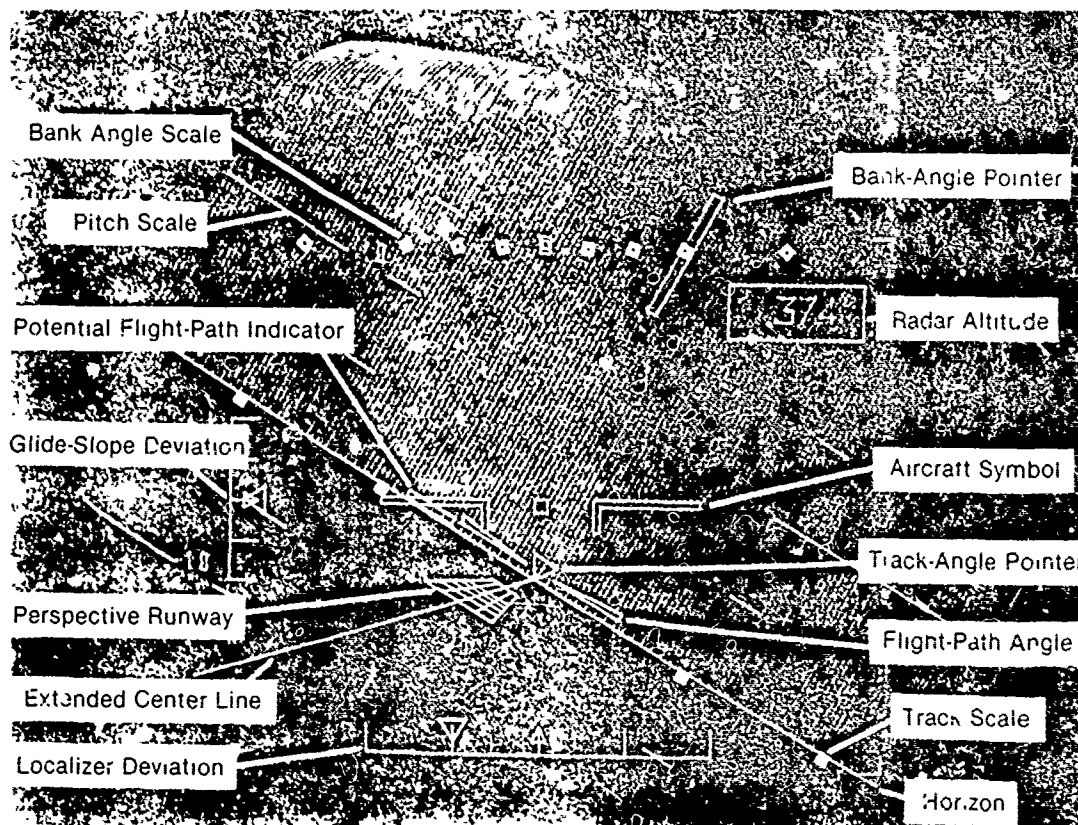 Bank Angle Scale
Bank-Angle Pointer
Pitch Scale
37
Radar Altitude
Potential Flight-Path Indicator
Glide-Slope Deviation
Aircraft Symbol
Track-Angle Pointer
Perspective Runway
Flight-Path Angle
Extended Center Line
Track Scale
Localizer Deviation
Horizon